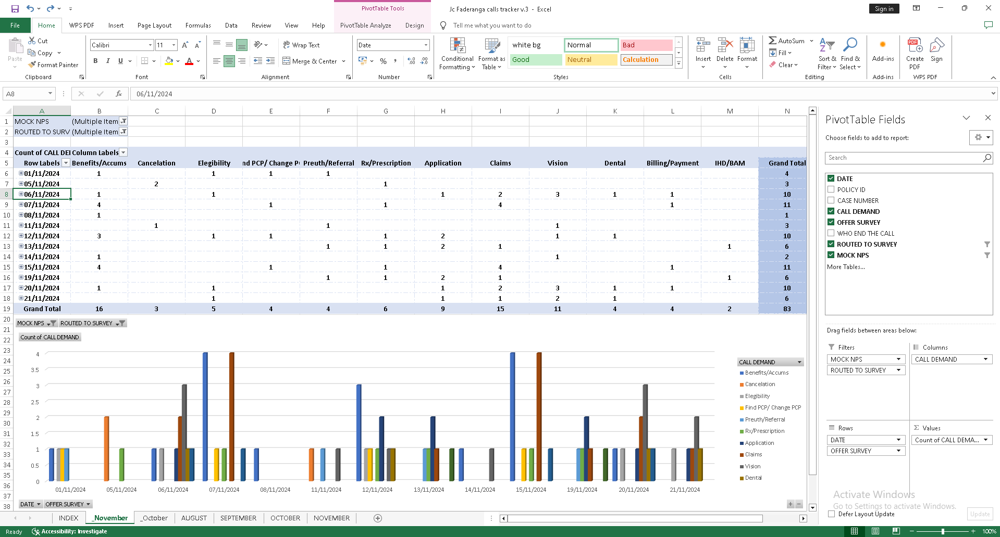 PivotTable Tools
Jc Faderanga calls tracker v.3 - Excel
Sign in
File Home WPS PDF Insert Page Layout Formulas Data Review View Help PivotTable Analyze Design Tell me what you want to do
Paste
Cut
Copy
Format Painter
Clipboard
Calibri 11
B I U
Font
Wrap Text
Merge & Center
Alignment
Date
Number
Conditional Formatting
Format as Table
white bg Normal Bad
Good Neutral Calculation
Styles
Insert Delete Format
Cells
AutoSum
Fill
Clear
Sort & Filter
Find & Select
Editing
Add-ins
Add-ins
Create PDF
Sign
WPS PDF
A8 fx 06/11/2024
A B C D E F G H I J K L M N
1 MOCK NPS (Multiple Item
2 ROUTED TO SURV (Multiple Item
3
4 Count of CALL DEI Column Labels
5 Row Labels Benefits/Accums Cancelation Elegibility nd PCP/ Change P Preuth/Referral Rx/Prescription Application Claims Vision Dental Billing/Payment IHD/BAM Grand Total
6 01/11/2024 1 1 1 1 4
7 05/11/2024 2 1 3
8 06/11/2024 1 1 1 2 3 1 1 10
9 07/11/2024 4 1 1 4 1 11
10 08/11/2024 1 1
11 11/11/2024 1 1 1 3
12 12/11/2024 3 1 1 1 2 1 1 10
13 13/11/2024 1 1 2 1 1 6
14 14/11/2024 1 1 2
15 15/11/2024 4 1 1 4 1 11
16 19/11/2024 1 1 2 1 1 6
17 20/11/2024 1 1 1 2 3 1 1 10
18 21/11/2024 1 1 1 2 1 6
19 Grand Total 16 3 5 4 4 6 9 15 11 4 4 2 83
20
21
22
23
24
25
26
27
28
29
30
31
32
33
34
35
36
37
38
MOCK NPS ROUTED TO SURVEY
Count of CALL DEMAND
4
3.5
3
2.5
2
1.5
1
0.5
0
01/11/2024 05/11/2024 06/11/2024 07/11/2024 08/11/2024 11/11/2024 12/11/2024 13/11/2024 14/11/2024 15/11/2024 19/11/2024 20/11/2024 21/11/2024
CALL DEMAND
Benefits/Accums
Cancelation
Elegibility
Find PCP/ Change PCP
Preuth/Referral
Rx/Prescription
Application
Claims
Vision
Dental
DATE OFFER SURVEY
PivotTable Fields
Choose fields to add to report:
Search
DATE
POLICY ID
CASE NUMBER
CALL DEMAND
OFFER SURVEY
WHO END THE CALL
ROUTED TO SURVEY
MOCK NPS
More Tables...
Drag fields between areas below:
Filters
MOCK NPS
ROUTED TO SURVEY
Columns
CALL DEMAND
Rows
DATE
OFFER SURVEY
Σ Values
Count of CALL DEMA...
Activate Windows
Go to Settings to activate Windows.
Defer Layout Update
Update
INDEX _November _October AUGUST SEPTEMBER OCTOBER NOVEMBER
Ready Accessibility: Investigate 100%